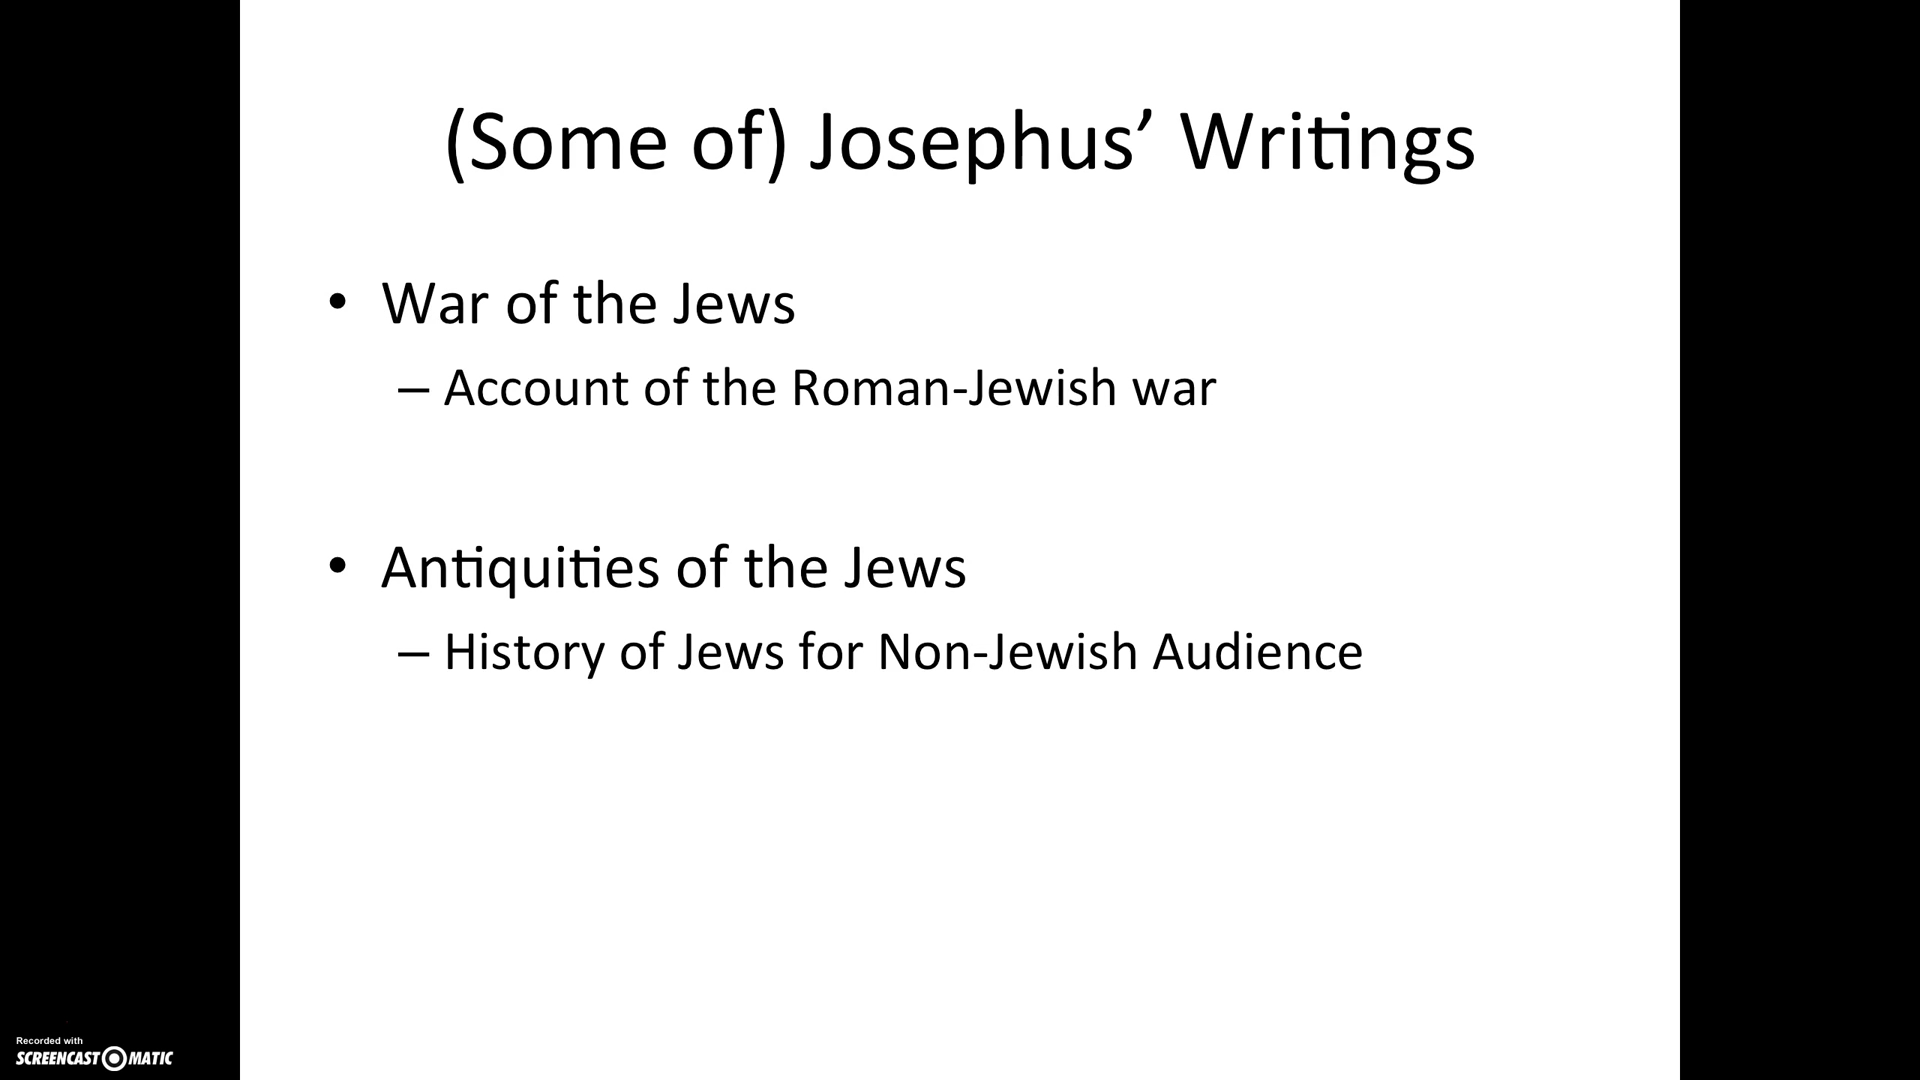 (Some of) Josephus’ Writings
• War of the Jews
– Account of the Roman-Jewish war
• Antiquities of the Jews
– History of Jews for Non-Jewish Audience
Recorded with
SCREENCAST O MATIC